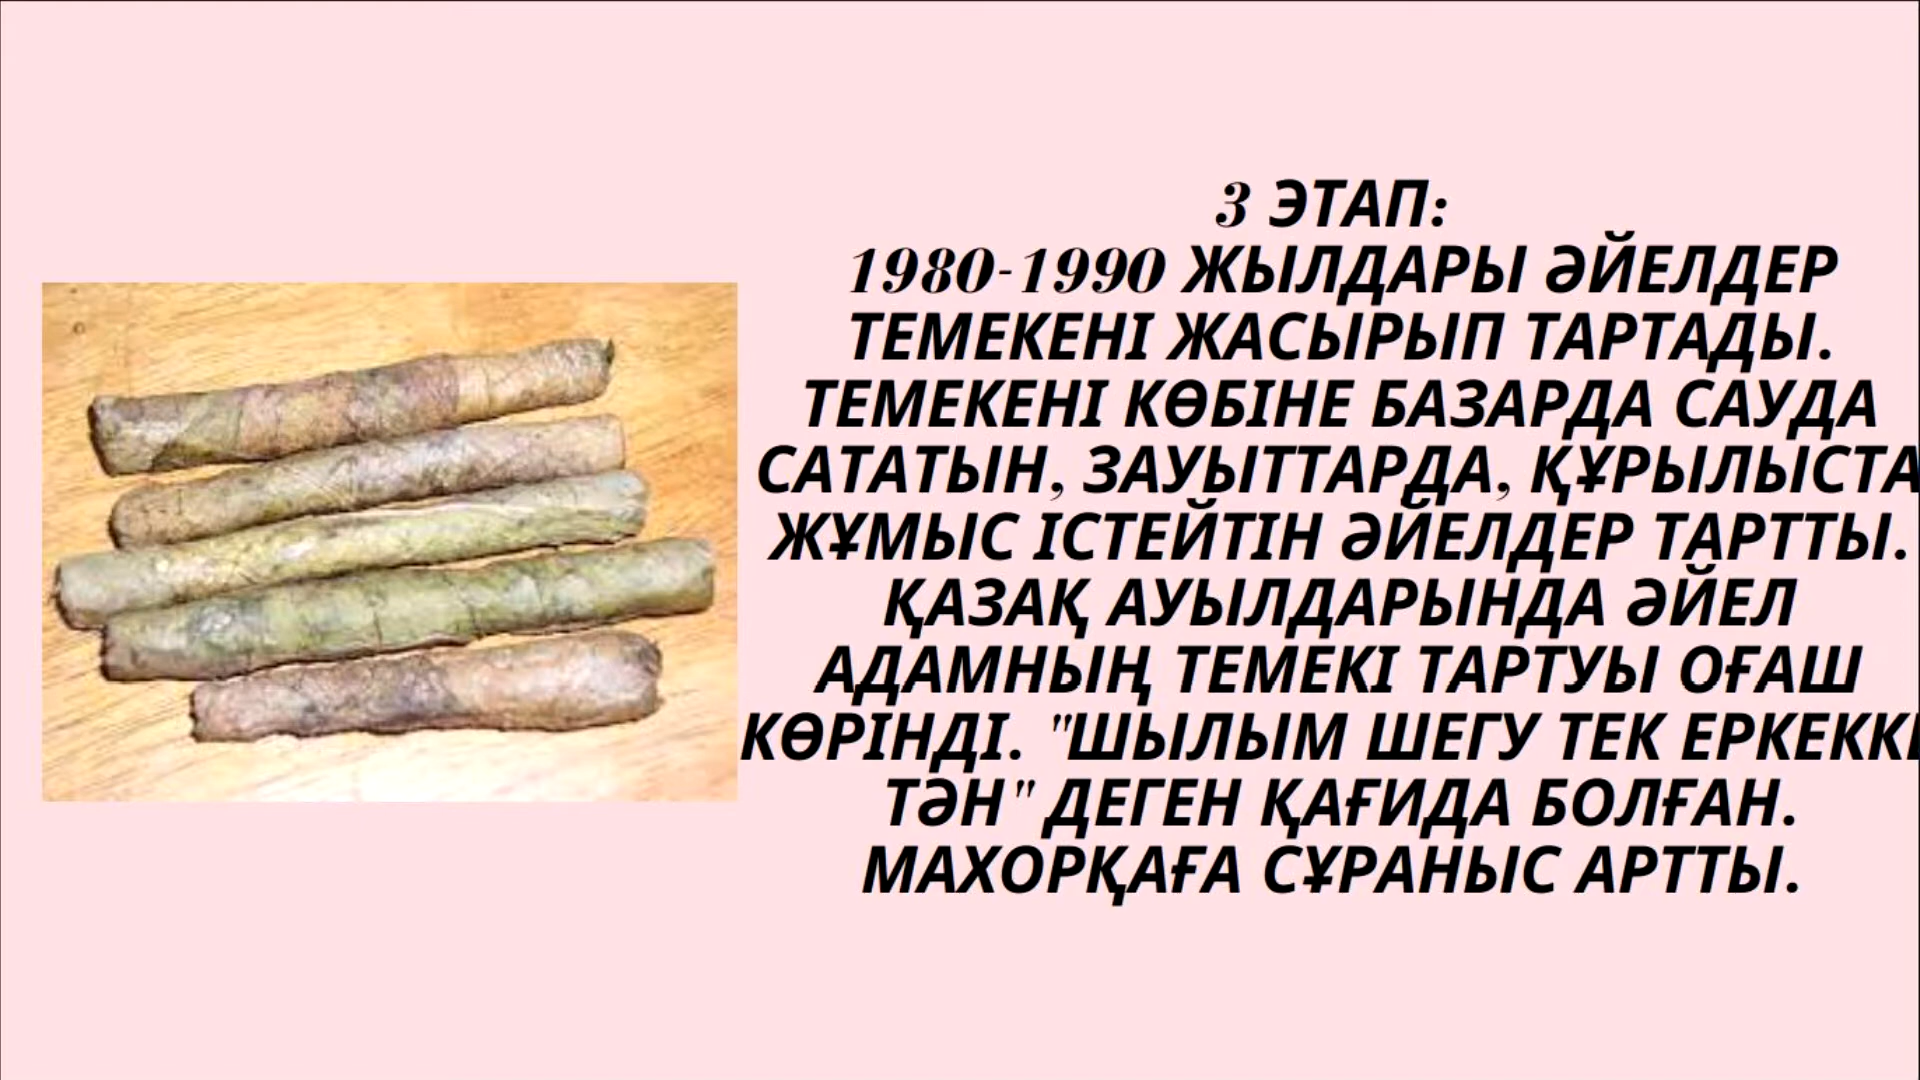 3 ЭТАП:
1980-1990 ЖЫЛДАРЫ ӘЙЕЛДЕР
ТЕМЕКЕНІ ЖАСЫРЫП ТАРТАДЫ.
ТЕМЕКЕНІ КӨБІНЕ БАЗАРДА САУДА
САТАТЫН, ЗАУЫТТАРДА, ҚҰРЫЛЫСТА
ЖҰМЫС ІСТЕЙТІН ӘЙЕЛДЕР ТАРТТЫ.
ҚАЗАҚ АУЫЛДАРЫНДА ӘЙЕЛ
АДАМНЫҢ ТЕМЕКІ ТАРТУЫ ОҒАШ
КӨРІНДІ. "ШЫЛЫМ ШЕГУ ТЕК ЕРКЕККЕ
ТӘН" ДЕГЕН ҚАҒИДА БОЛҒАН.
МАХОРҚАҒА СҰРАНЫС АРТТЫ.